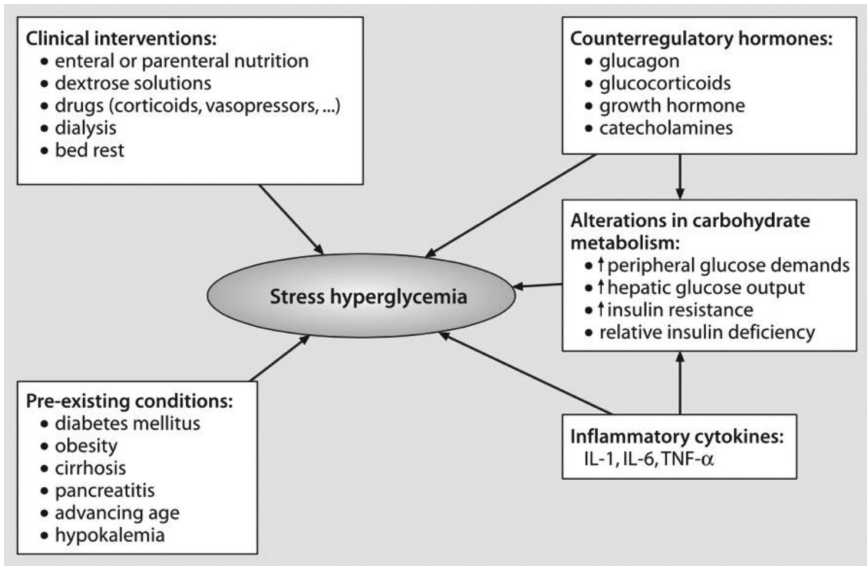 Clinical interventions:
• enteral or parenteral nutrition
• dextrose solutions
• drugs (corticoids, vasopressors, ...)
• dialysis
• bed rest
Counterregulatory hormones:
• glucagon
• glucocorticoids
• growth hormone
• catecholamines
Alterations in carbohydrate
metabolism:
• ↑peripheral glucose demands
• ↑hepatic glucose output
• ↑insulin resistance
• relative insulin deficiency
Stress hyperglycemia
Pre-existing conditions:
• diabetes mellitus
• obesity
• cirrhosis
• pancreatitis
• advancing age
• hypokalemia
Inflammatory cytokines:
IL-1, IL-6, TNF-α